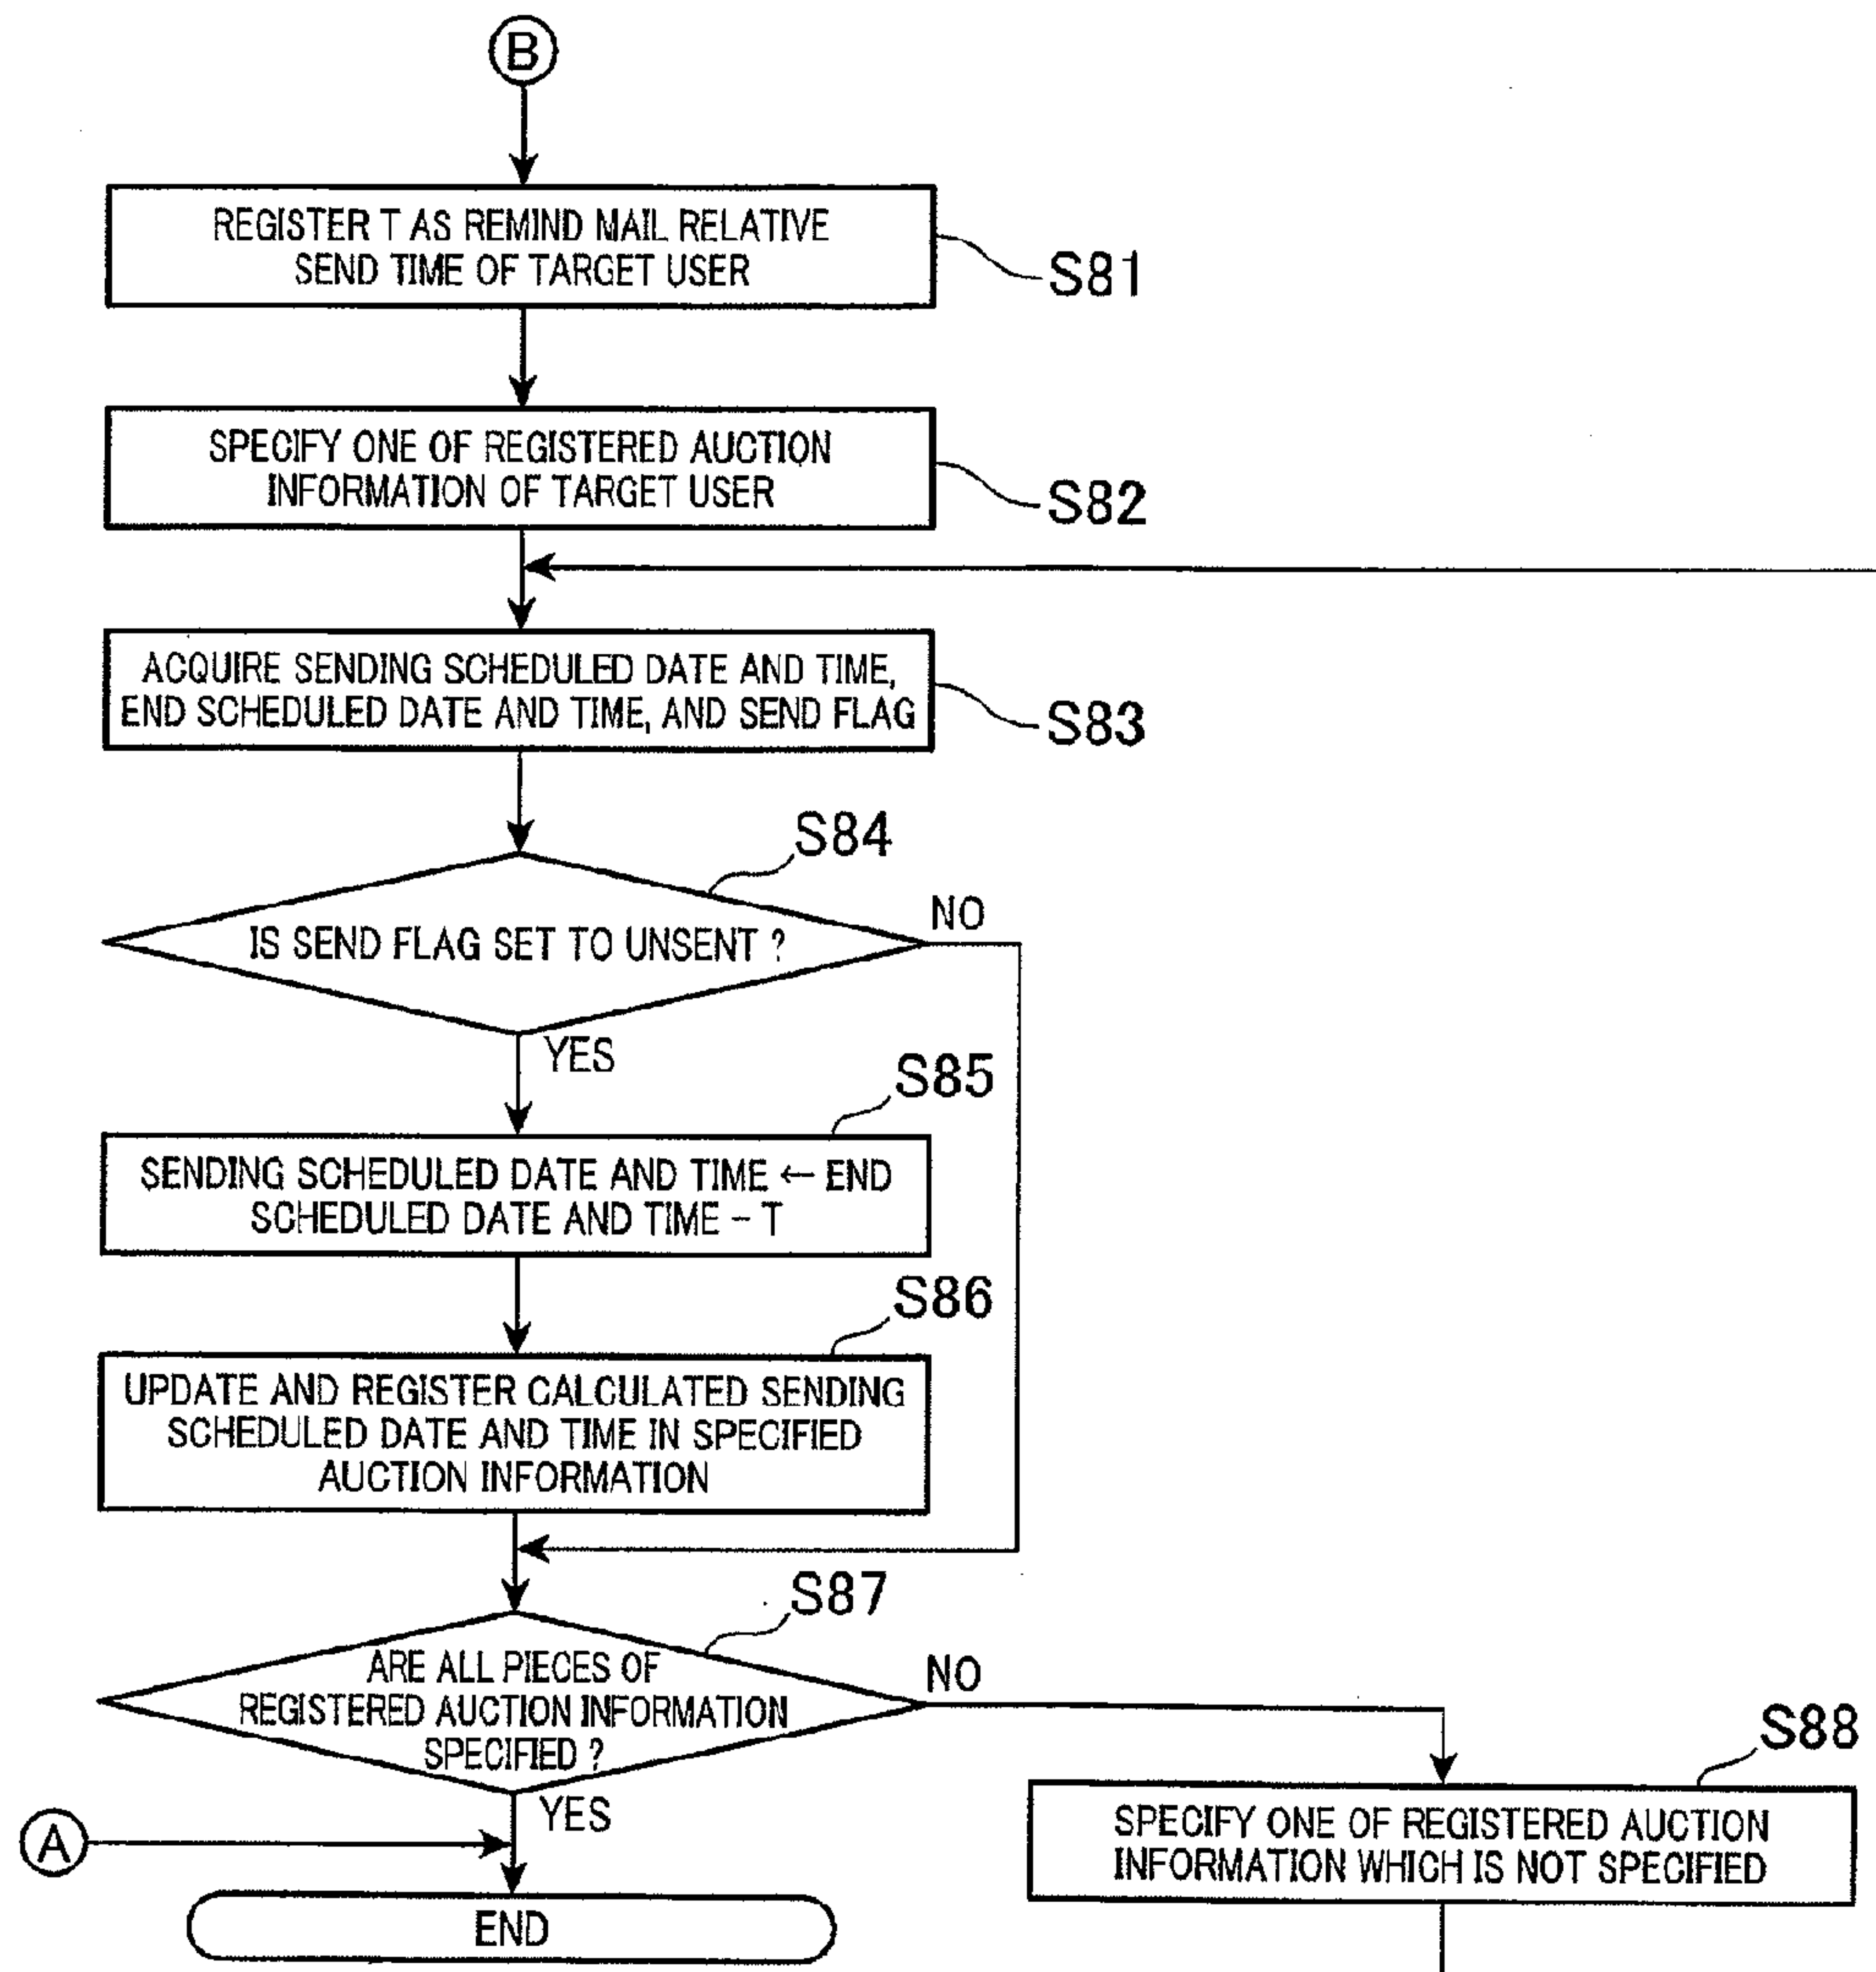 B
REGISTER T AS REMIND MAIL RELATIVE
SEND TIME OF TARGET USER
S81
SPECIFY ONE OF REGISTERED AUCTION
INFORMATION OF TARGET USER
S82
ACQUIRE SENDING SCHEDULED DATE AND TIME,
END SCHEDULED DATE AND TIME, AND SEND FLAG
S83
S84
IS SEND FLAG SET TO UNSENT ?
NO
YES
S85
SENDING SCHEDULED DATE AND TIME ← END
SCHEDULED DATE AND TIME − T
S86
UPDATE AND REGISTER CALCULATED SENDING
SCHEDULED DATE AND TIME IN SPECIFIED
AUCTION INFORMATION
S87
ARE ALL PIECES OF
REGISTERED AUCTION INFORMATION
SPECIFIED ?
NO
YES
S88
SPECIFY ONE OF REGISTERED AUCTION
INFORMATION WHICH IS NOT SPECIFIED
A
END